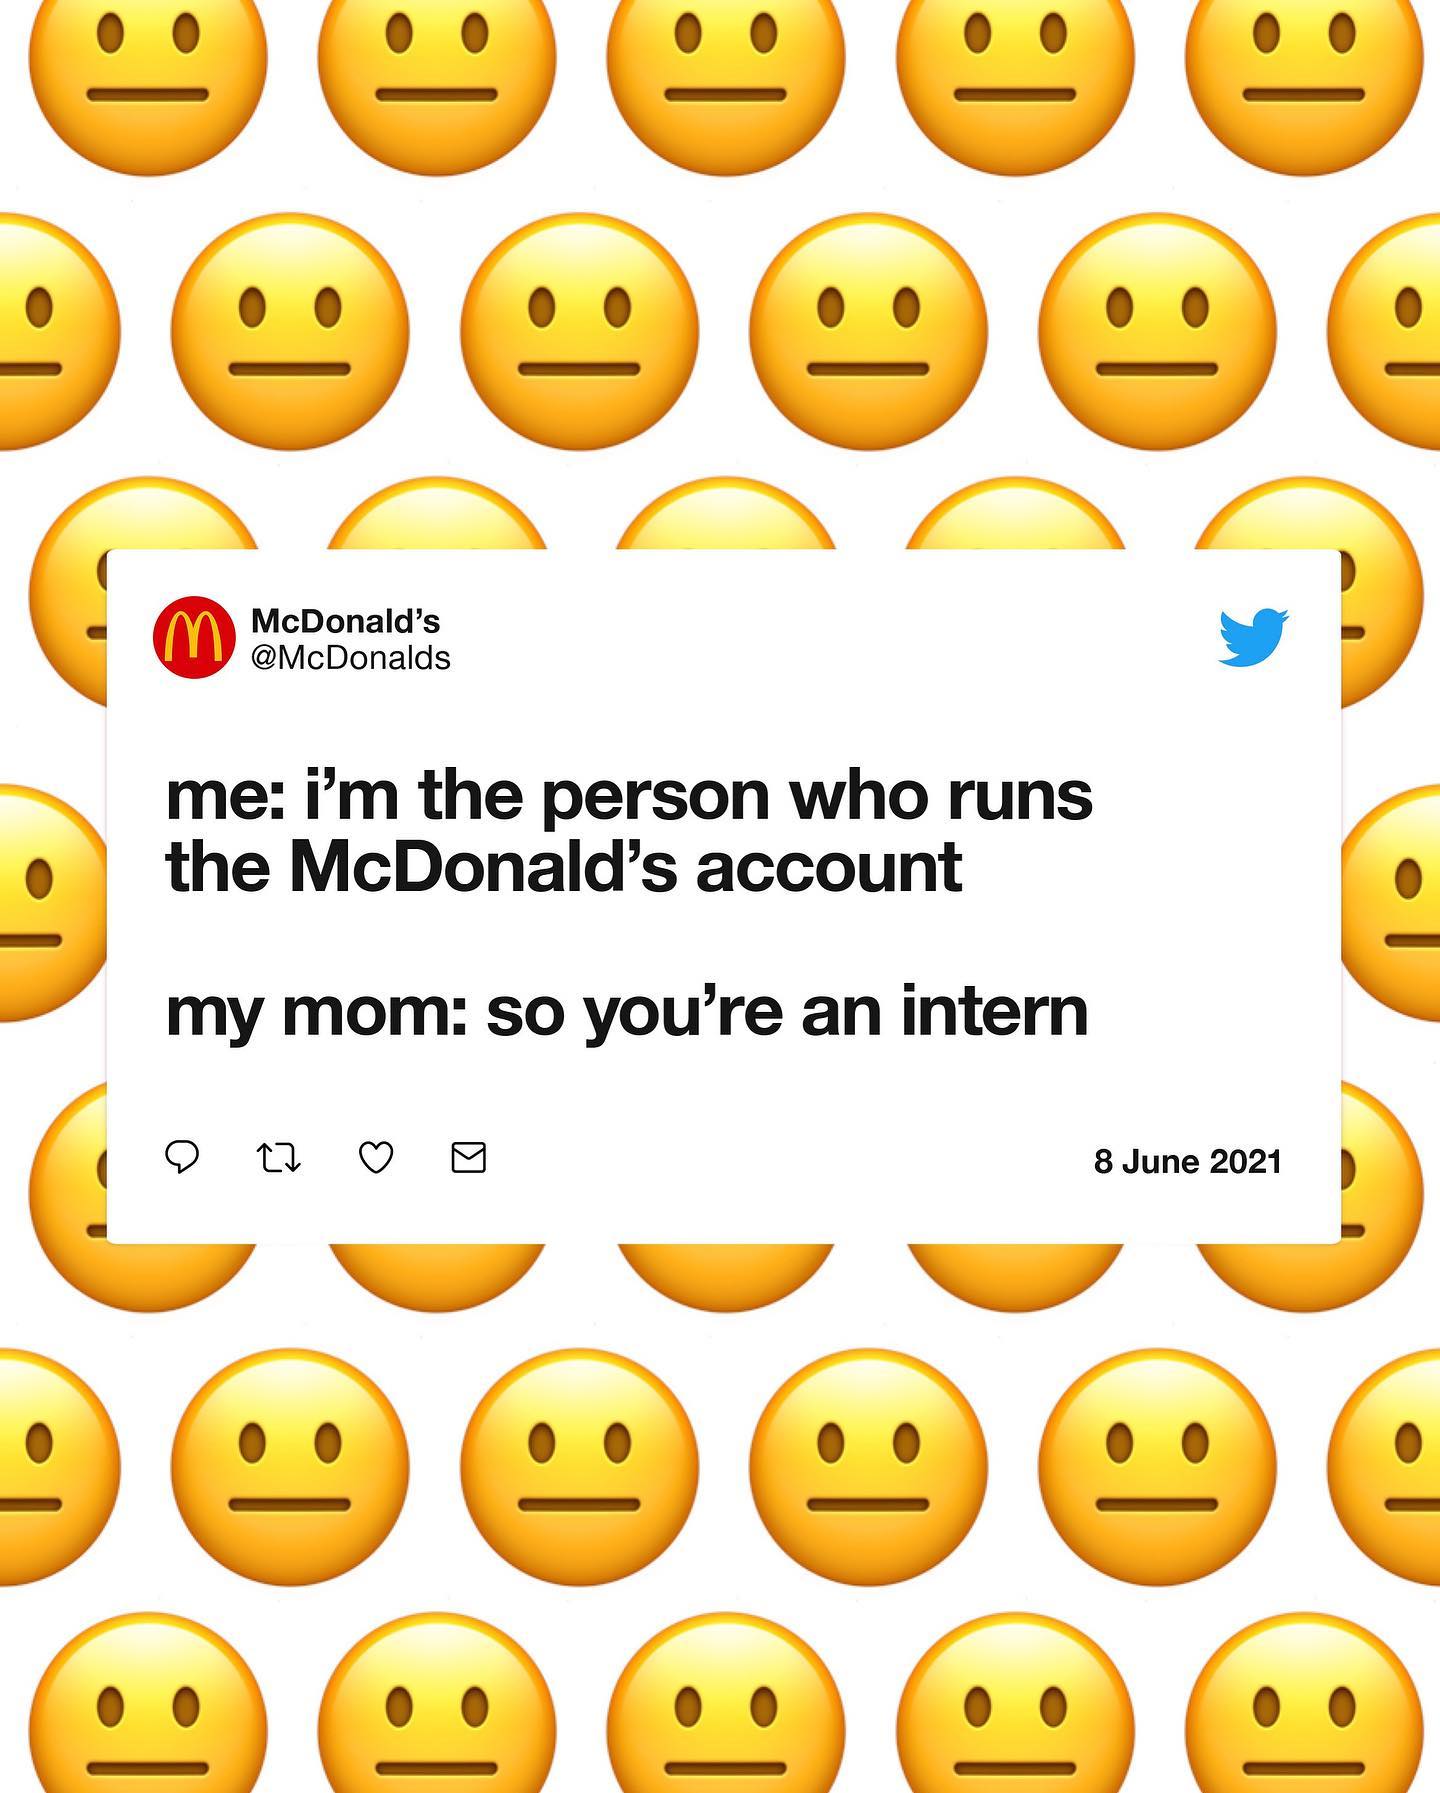 McDonald’s
@McDonalds
me: i’m the person who runs
the McDonald’s account
my mom: so you’re an intern
8 June 2021